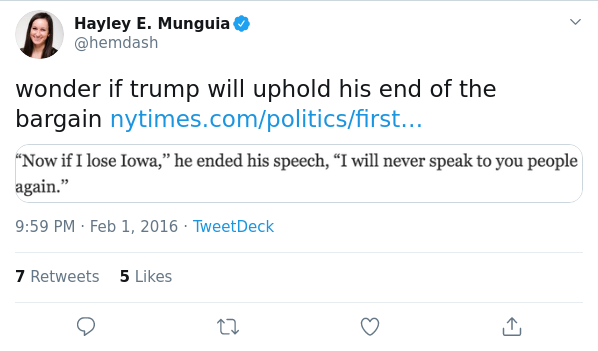 Hayley E. Munguia
@hemdash
wonder if trump will uphold his end of the
bargain nytimes.com/politics/first…
“Now if I lose Iowa,” he ended his speech, “I will never speak to you people
again.”
9:59 PM · Feb 1, 2016 · TweetDeck
7 Retweets 5 Likes